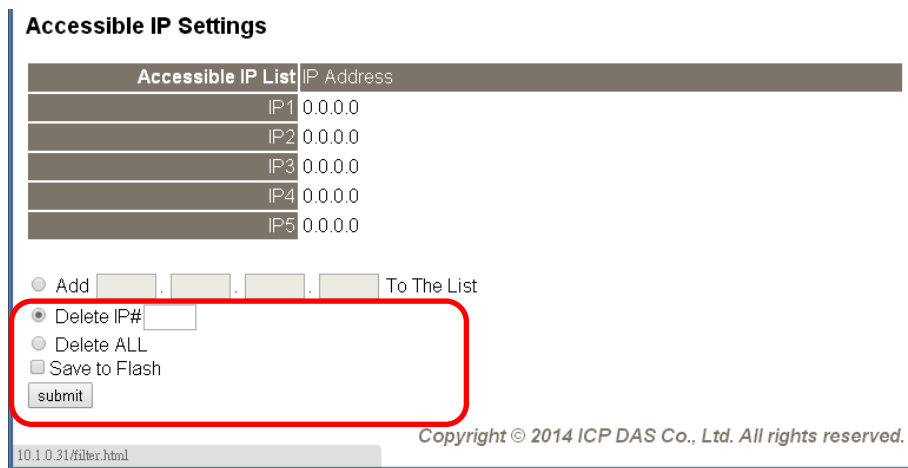 Accessible IP Settings
Accessible IP List IP Address
IP1 0.0.0.0
IP2 0.0.0.0
IP3 0.0.0.0
IP4 0.0.0.0
IP5 0.0.0.0
Add . . . To The List
Delete IP#
Delete ALL
Save to Flash
submit
Copyright © 2014 ICP DAS Co., Ltd. All rights reserved.
10.1.0.31/filter.html